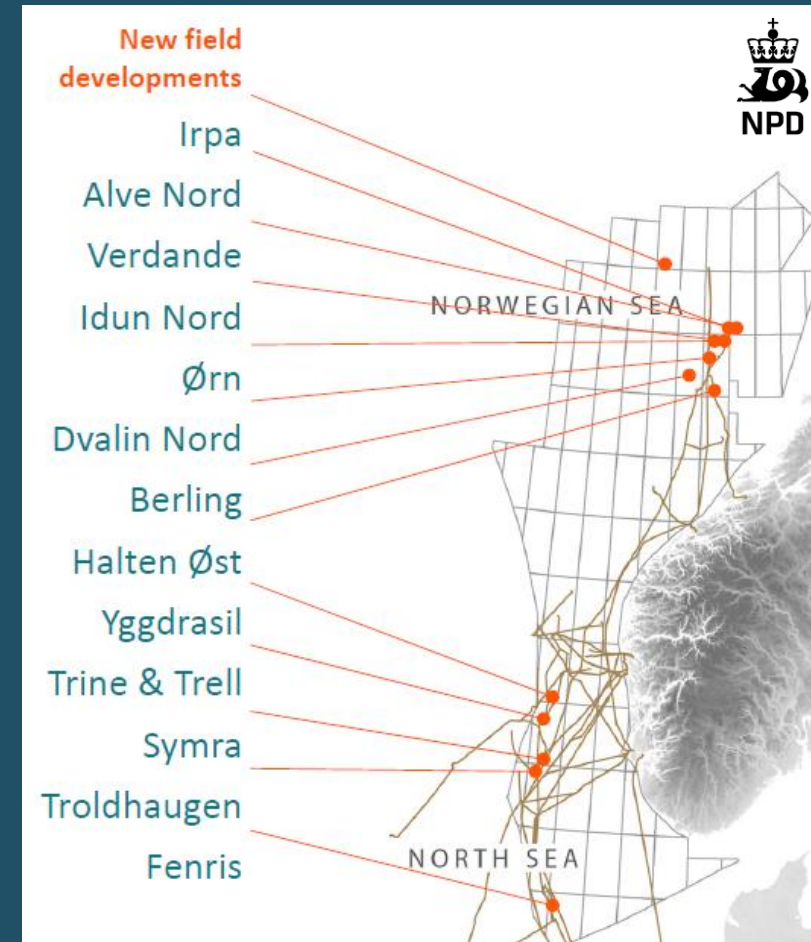 New field
developments
Irpa
Alve Nord
Verdande
Idun Nord
Ørn
Dvalin Nord
Berling
Halten Øst
Yggdrasil
Trine & Trell
Symra
Troldhaugen
Fenris
NPD
NORWEGIAN SEA
NORTH SEA